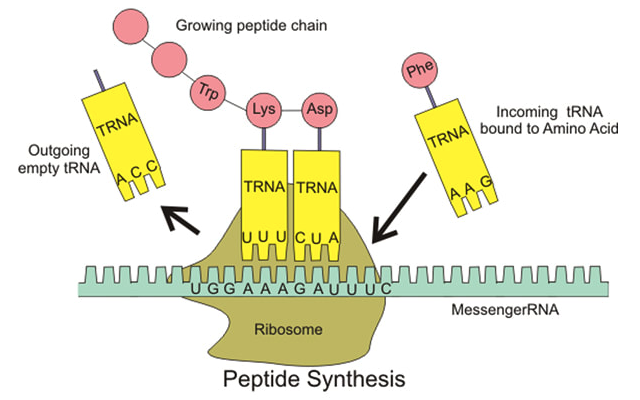 Growing peptide chain
Phe
Trp
Lys
Asp
TRNA
Incoming tRNA
bound to Amino Acid
TRNA
Outgoing
empty tRNA
A C C
TRNA
TRNA
A A G
U U U
C U A
U G G A A A G A U U U C
MessengerRNA
Ribosome
Peptide Synthesis